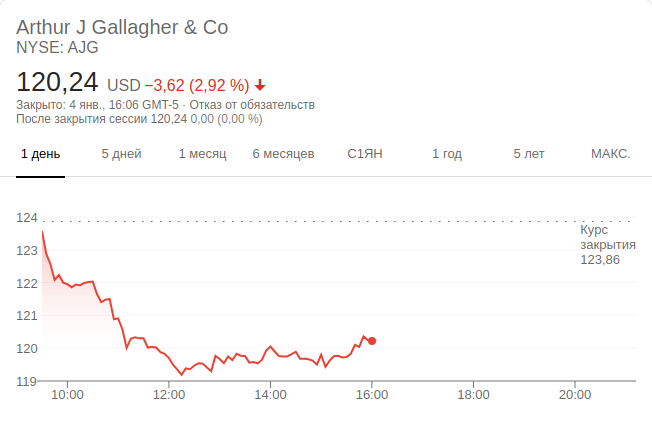 Arthur J Gallagher & Co
NYSE: AJG
120,24 USD −3,62 (2,92 %)
Закрыто: 4 янв., 16:06 GMT-5 · Отказ от обязательств
После закрытия сессии 120,24 0,00 (0,00 %)
1 день 5 дней 1 месяц 6 месяцев С1ЯН 1 год 5 лет МАКС.
124
Курс
закрытия
123,86
123
122
121
120
119
10:00 12:00 14:00 16:00 18:00 20:00